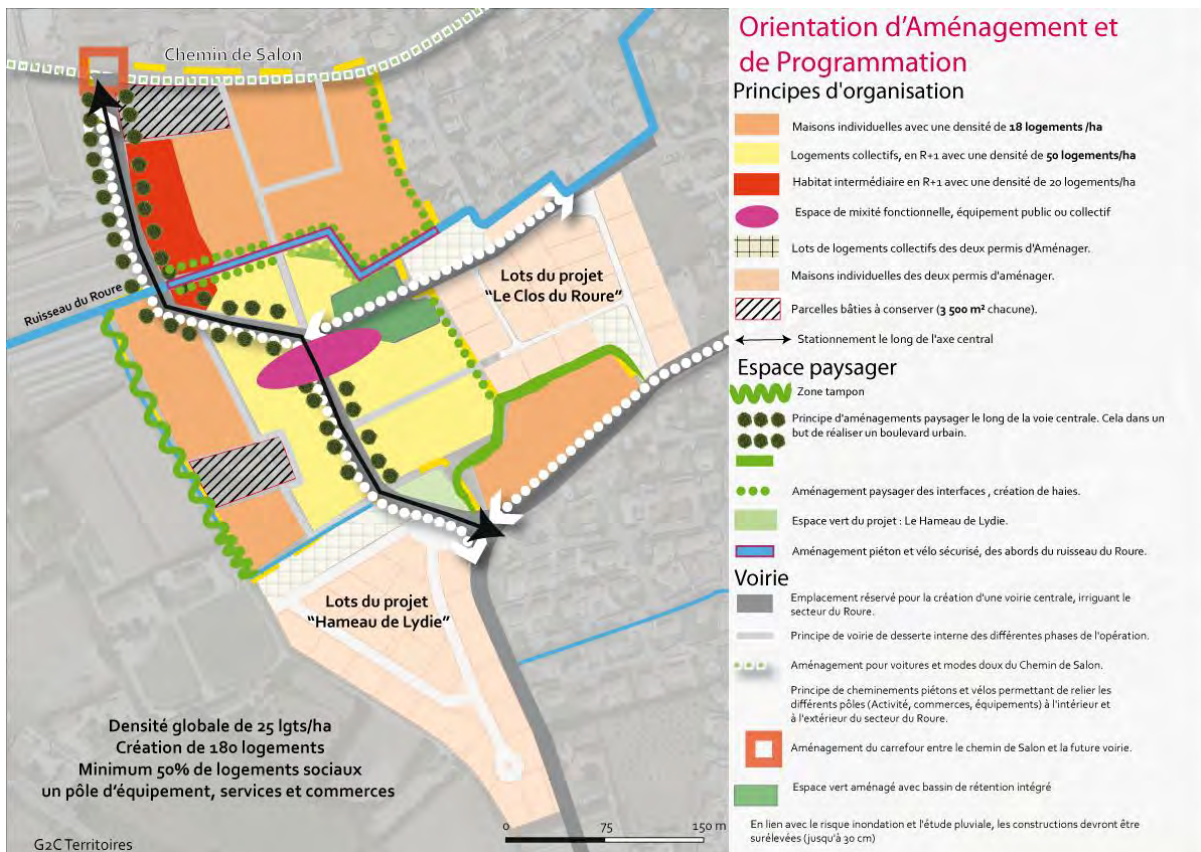 Chemin de Salon
Ruisseau du Roure
Lots du projet
"Le Clos du Roure"
Lots du projet
"Hameau de Lydie"
Densité globale de 25 lgts/ha
Création de 180 logements
Minimum 50% de logements sociaux
un pôle d'équipement, services et commerces
G2C Territoires
0 75 150 m
Orientation d'Aménagement et
de Programmation
Principes d'organisation
Maisons individuelles avec une densité de 18 logements /ha
Logements collectifs, en R+1 avec une densité de 50 logements/ha
Habitat intermédiaire en R+1 avec une densité de 20 logements/ha
Espace de mixité fonctionnelle, équipement public ou collectif
Lots de logements collectifs des deux permis d'Aménager.
Maisons individuelles des deux permis d'aménager.
Parcelles bâties à conserver (3 500 m² chacune).
Stationnement le long de l'axe central
Espace paysager
Zone tampon
Principe d'aménagements paysager le long de la voie centrale. Cela dans un
but de réaliser un boulevard urbain.
Aménagement paysager des interfaces , création de haies.
Espace vert du projet : Le Hameau de Lydie.
Aménagement piéton et vélo sécurisé, des abords du ruisseau du Roure.
Voirie
Emplacement réservé pour la création d'une voirie centrale, irriguant le
secteur du Roure.
Principe de voirie de desserte interne des différentes phases de l'opération.
Aménagement pour voitures et modes doux du Chemin de Salon.
Principe de cheminements piétons et vélos permettant de relier les
différents pôles (Activité, commerces, équipements) à l'intérieur et
à l'extérieur du secteur du Roure.
Aménagement du carrefour entre le chemin de Salon et la future voirie.
Espace vert aménagé avec bassin de rétention intégré
En lien avec le risque inondation et l'étude pluviale, les constructions devront être
surélevées (jusqu'à 30 cm)